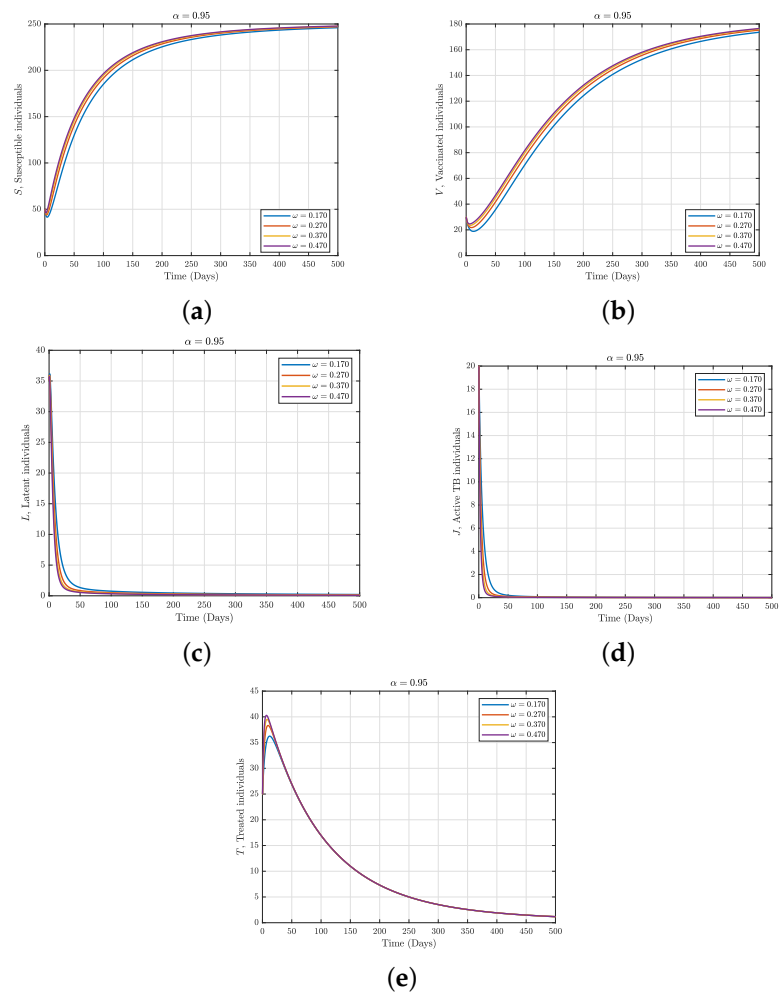 α = 0.95
S, Susceptible individuals
250
200
150
100
50
0
ω = 0.170
ω = 0.270
ω = 0.370
ω = 0.470
0 50 100 150 200 250 300 350 400 450 500
Time (Days)
(a)
α = 0.95
V, Vaccinated individuals
180
160
140
120
100
80
60
40
20
0
ω = 0.170
ω = 0.270
ω = 0.370
ω = 0.470
0 50 100 150 200 250 300 350 400 450 500
Time (Days)
(b)
α = 0.95
L, Latent individuals
40
35
30
25
20
15
10
5
0
ω = 0.170
ω = 0.270
ω = 0.370
ω = 0.470
0 50 100 150 200 250 300 350 400 450 500
Time (Days)
(c)
α = 0.95
J, Active TB individuals
20
18
16
14
12
10
8
6
4
2
0
ω = 0.170
ω = 0.270
ω = 0.370
ω = 0.470
0 50 100 150 200 250 300 350 400 450 500
Time (Days)
(d)
α = 0.95
T, Treated individuals
45
40
35
30
25
20
15
10
5
0
ω = 0.170
ω = 0.270
ω = 0.370
ω = 0.470
0 50 100 150 200 250 300 350 400 450 500
Time (Days)
(e)